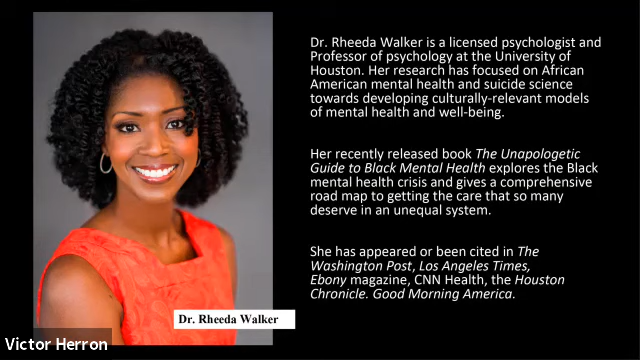 Dr. Rheeda Walker is a licensed psychologist and
Professor of psychology at the University of
Houston. Her research has focused on African
American mental health and suicide science
towards developing culturally-relevant models
of mental health and well-being.
Her recently released book The Unapologetic
Guide to Black Mental Health explores the Black
mental health crisis and gives a comprehensive
road map to getting the care that so many
deserve in an unequal system.
She has appeared or been cited in The
Washington Post, Los Angeles Times,
Ebony magazine, CNN Health, the Houston
Chronicle. Good Morning America.
Dr. Rheeda Walker
Victor Herron